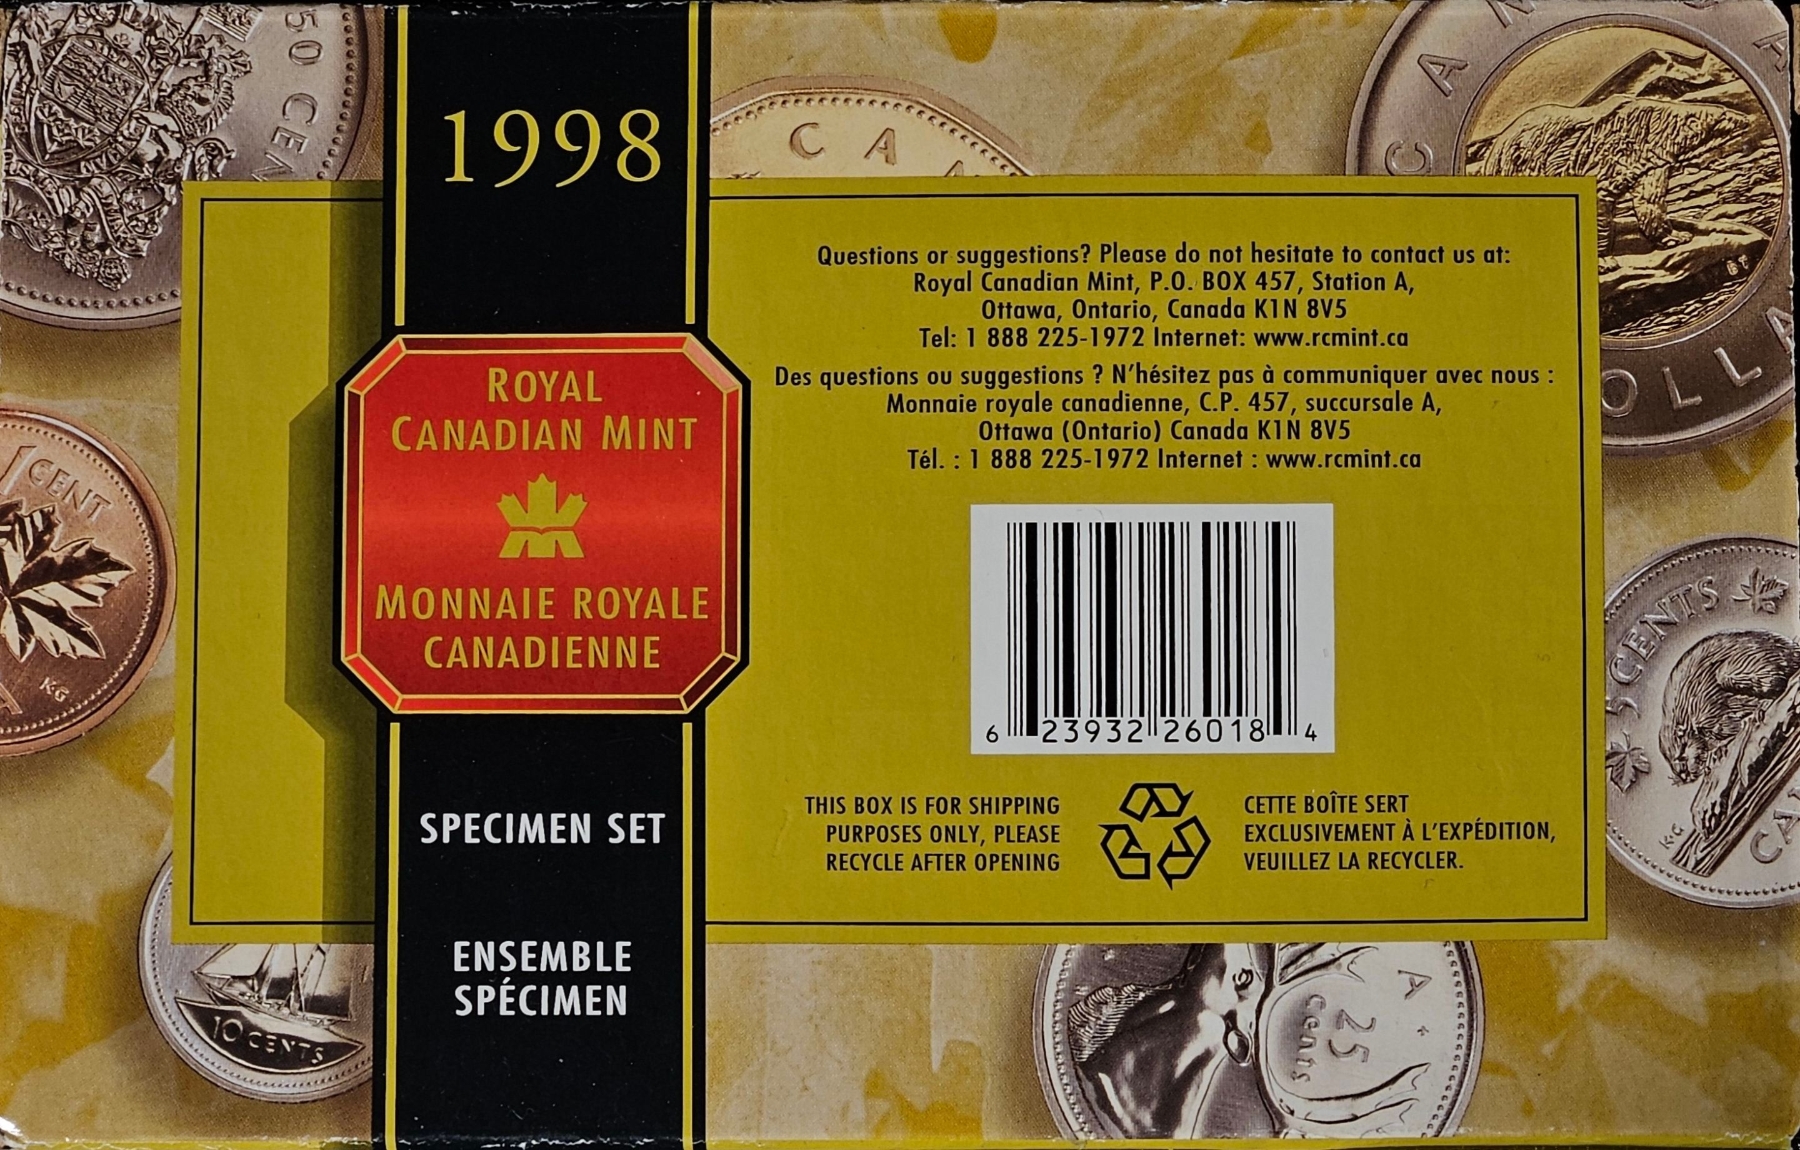 50 CEN
1998
CA
CAN
A
Questions or suggestions? Please do not hesitate to contact us at:
Royal Canadian Mint, P.O. BOX 457, Station A,
Ottawa, Ontario, Canada K1N 8V5
Tel: 1 888 225-1972 Internet: www.rcmint.ca
Des questions ou suggestions ? N'hésitez pas à communiquer avec nous :
Monnaie royale canadienne, C.P. 457, succursale A,
Ottawa (Ontario) Canada K1N 8V5
Tél. : 1 888 225-1972 Internet : www.rcmint.ca
OLLA
ROYAL
CANADIAN MINT
MONNAIE ROYALE
CANADIENNE
1 CENT
K·G
6 23932 26018 4
5 CENTS
K·G
CA
THIS BOX IS FOR SHIPPING
PURPOSES ONLY, PLEASE
RECYCLE AFTER OPENING
CETTE BOÎTE SERT
EXCLUSIVEMENT À L'EXPÉDITION,
VEUILLEZ LA RECYCLER.
SPECIMEN SET
ENSEMBLE
SPÉCIMEN
10 CENTS
A
25
cents